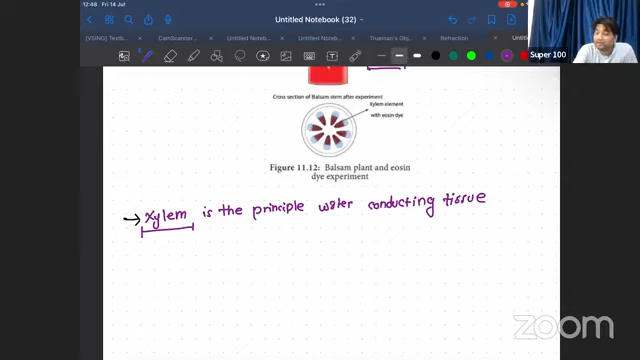 12:48 Fri 14 Jul
Untitled Notebook (32)
[VSING] Textb..
CamScanner..
Untitled Noteb..
Untitled Noteb..
Trueman's Obj..
Refraction
Untitl
Super 100
Cross section of Balsam stem after experiment
Xylem element
with eosin dye
Figure 11.12: Balsam plant and eosin
dye experiment
→ Xylem is the principle water conducting tissue
zoom